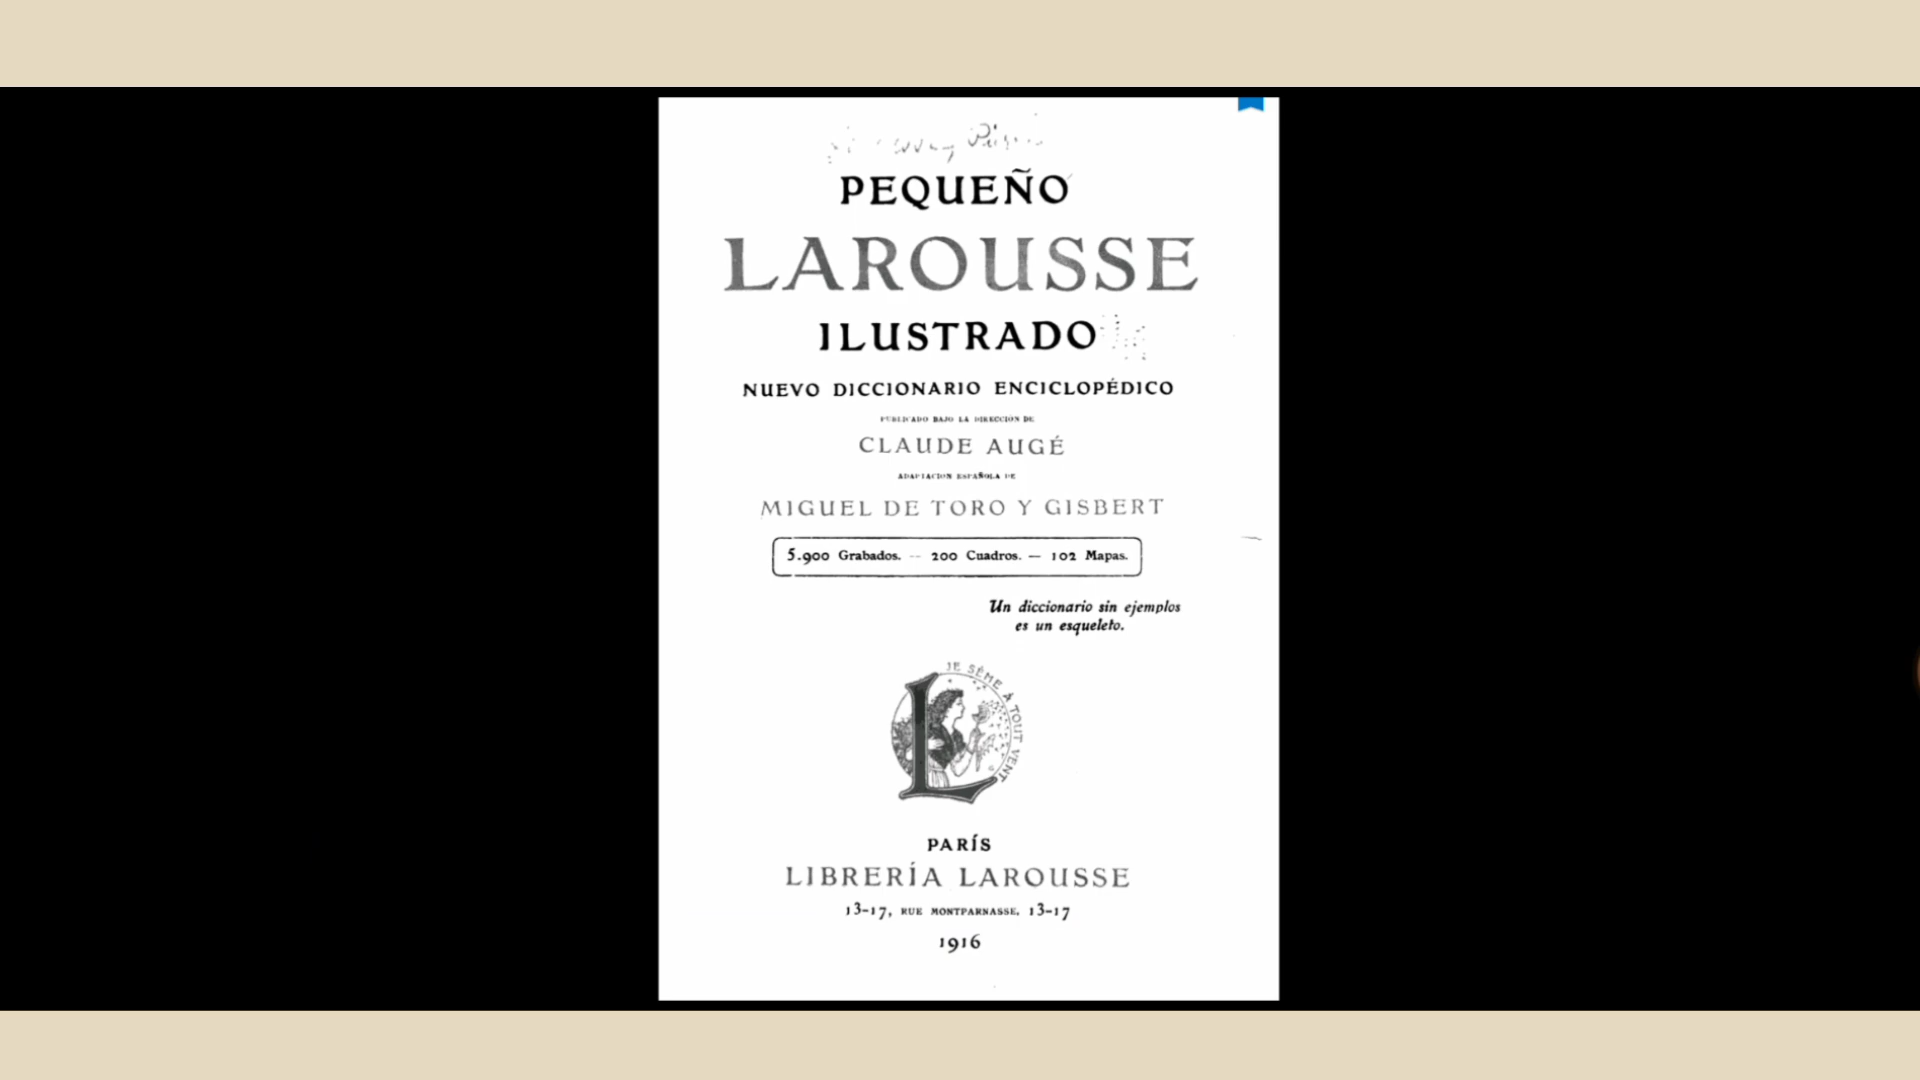 PEQUEÑO
LAROUSSE
ILUSTRADO
NUEVO DICCIONARIO ENCICLOPÉDICO
PUBLICADO BAJO LA DIRECCIÓN DE
CLAUDE AUGÉ
ADAPTACION ESPAÑOLA DE
MIGUEL DE TORO Y GISBERT
5.900 Grabados. — 200 Cuadros. — 102 Mapas.
Un diccionario sin ejemplos
es un esqueleto.
JE SÈME À TOUT VENT
L
PARÍS
LIBRERÍA LAROUSSE
13-17, RUE MONTPARNASSE, 13-17
1916